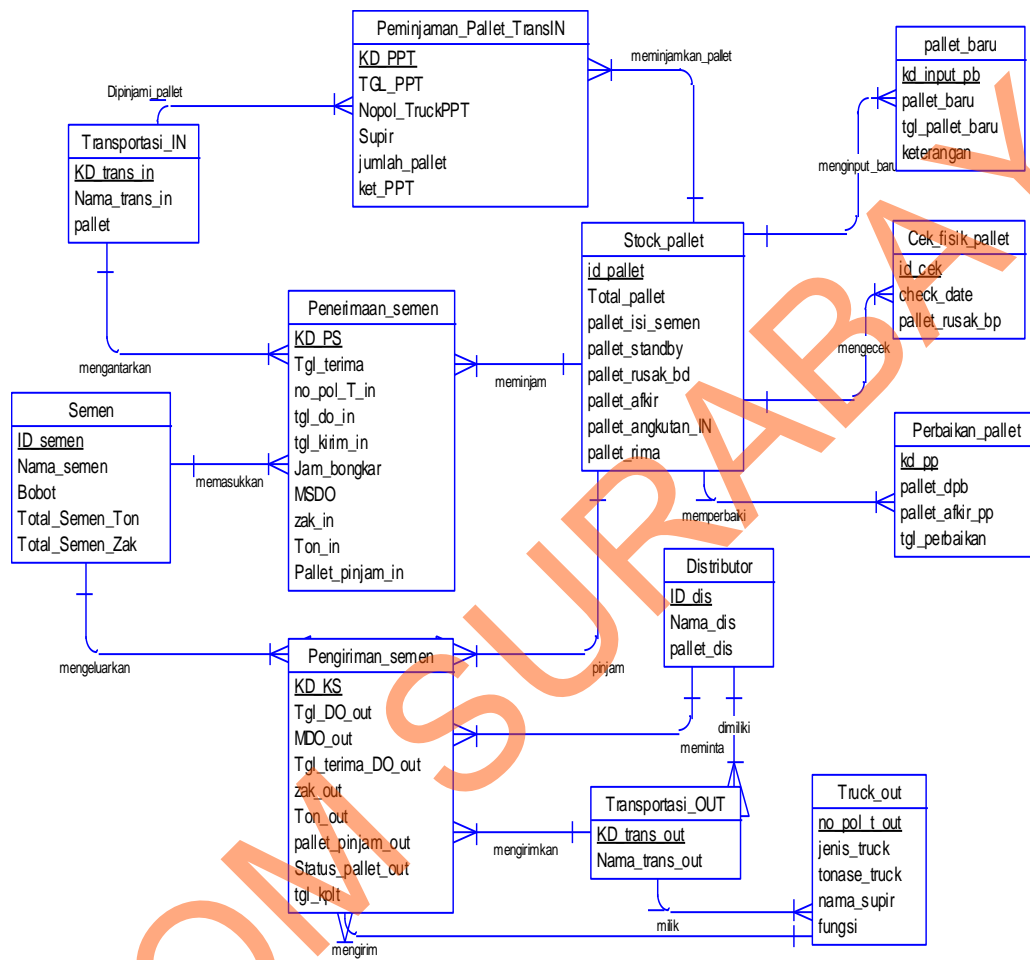 Peminjaman_Pallet_TransIN
KD_PPT
TGL_PPT
Nopol_TruckPPT
Supir
jumlah_pallet
ket_PPT
meminjamkan_pallet
pallet_baru
kd_input_pb
pallet_baru
tgl_pallet_baru
keterangan
menginput_baru
Dipinjami_pallet
Transportasi_IN
KD_trans_in
Nama_trans_in
pallet
mengantarkan
Stock_pallet
id_pallet
Total_pallet
pallet_isi_semen
pallet_standby
pallet_rusak_bd
pallet_afkir
pallet_angkutan_IN
pallet_rima
Cek_fisik_pallet
id_cek
check_date
pallet_rusak_bp
mengecek
Penerimaan_semen
KD_PS
Tgl_terima
no_pol_T_in
tgl_do_in
tgl_kirim_in
Jam_bongkar
MSDO
zak_in
Ton_in
Pallet_pinjam_in
meminjam
Semen
ID_semen
Nama_semen
Bobot
Total_Semen_Ton
Total_Semen_Zak
memasukkan
mengeluarkan
Perbaikan_pallet
kd_pp
pallet_dpb
pallet_afkir_pp
tgl_perbaikan
memperbaiki
Distributor
ID_dis
Nama_dis
pallet_dis
pinjam
dimiliki
meminta
Pengiriman_semen
KD_KS
Tgl_DO_out
MDO_out
Tgl_terima_DO_out
zak_out
Ton_out
pallet_pinjam_out
Status_pallet_out
tgl_kplt
mengirimkan
Transportasi_OUT
KD_trans_out
Nama_trans_out
milik
Truck_out
no_pol_t_out
jenis_truck
tonase_truck
nama_supir
fungsi
mengirim
OM SURABAY